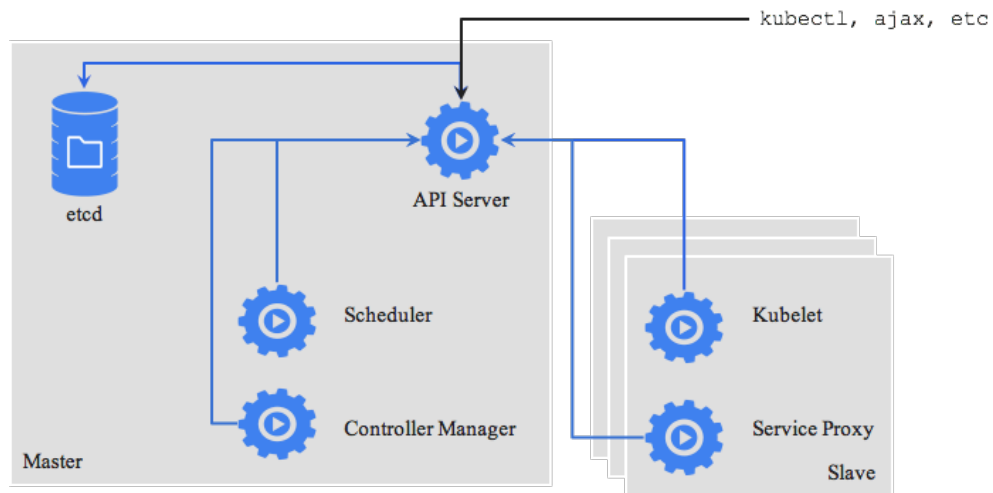 kubectl, ajax, etc
etcd
API Server
Scheduler
Kubelet
Controller Manager
Service Proxy
Master
Slave